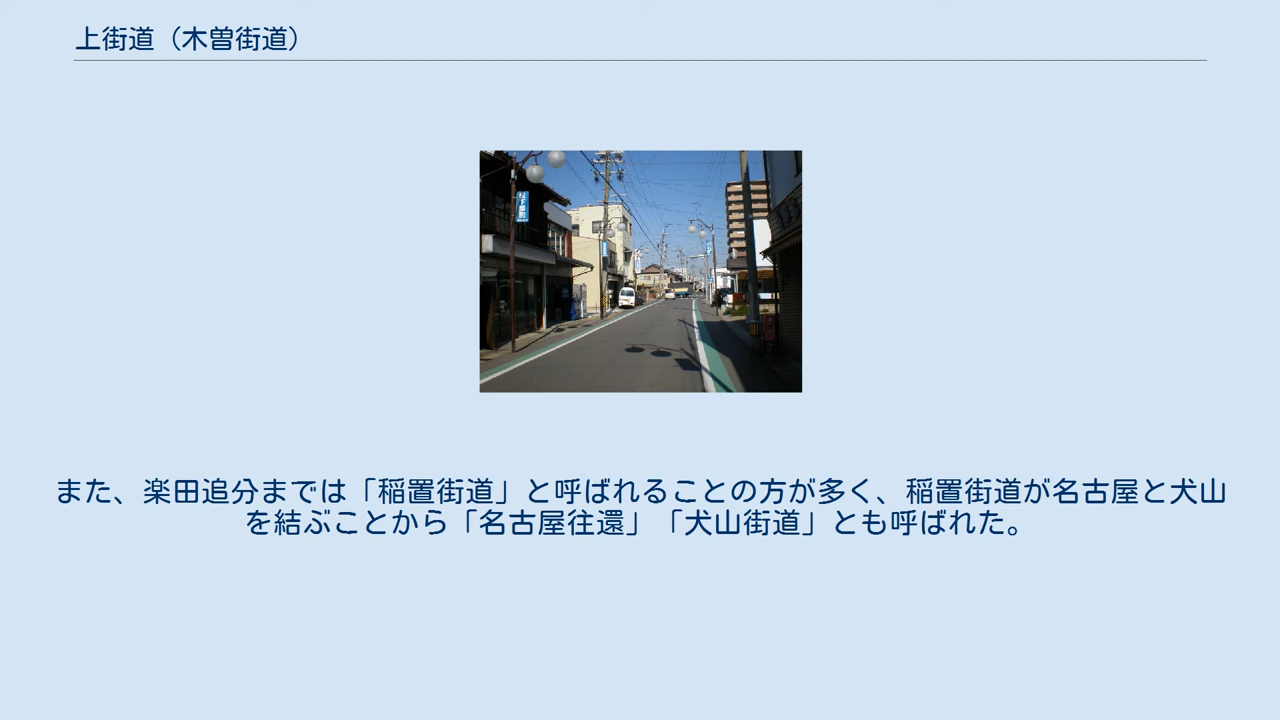 上街道（木曽街道）
また、楽田追分までは「稲置街道」と呼ばれることの方が多く、稲置街道が名古屋と犬山
を結ぶことから「名古屋往還」「犬山街道」とも呼ばれた。